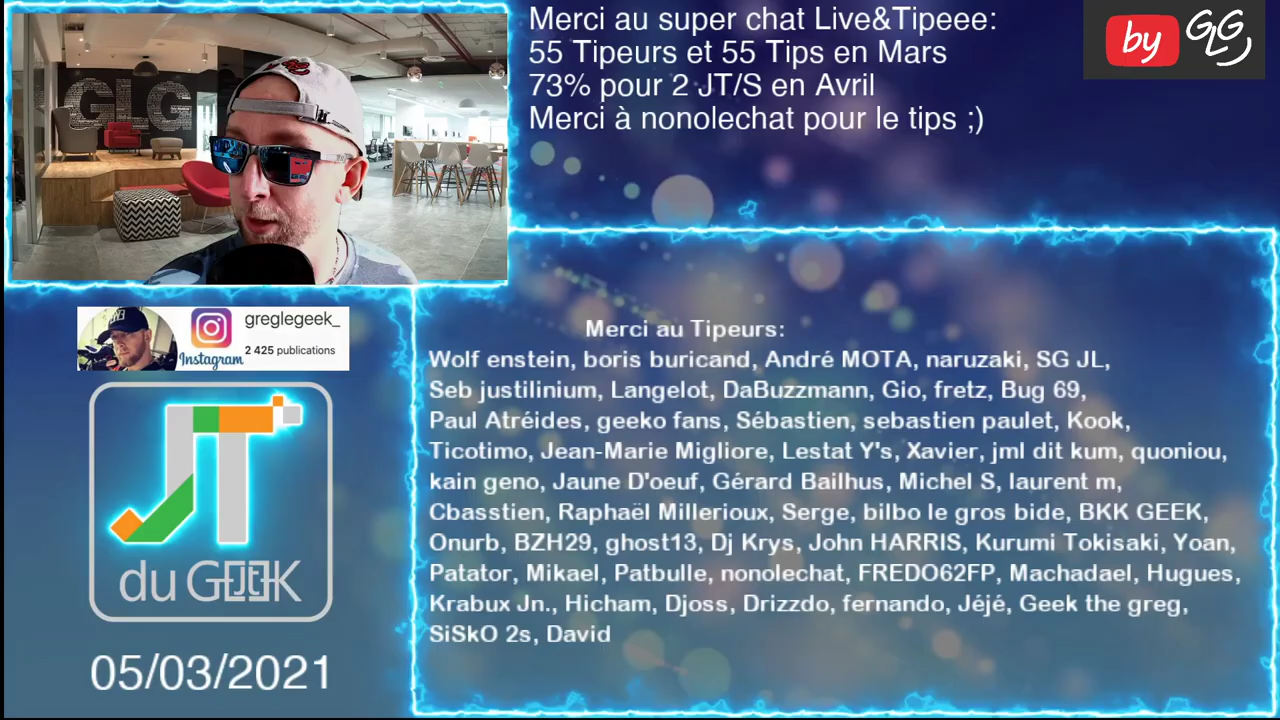 Merci au super chat Live&Tipeee:
55 Tipeurs et 55 Tips en Mars
73% pour 2 JT/S en Avril
Merci à nonolechat pour le tips ;)
by GLG
GLG
greglegeek_
Instagram
2 425 publications
JT
du GEEK
05/03/2021
Merci au Tipeurs:
Wolf enstein, boris buricand, André MOTA, naruzaki, SG JL,
Seb justilinium, Langelot, DaBuzzmann, Gio, fretz, Bug 69,
Paul Atréides, geeko fans, Sébastien, sebastien paulet, Kook,
Ticotimo, Jean-Marie Migliore, Lestat Y's, Xavier, jml dit kum, quoniou,
kain geno, Jaune D'oeuf, Gérard Bailhus, Michel S, laurent m,
Cbasstien, Raphaël Millerioux, Serge, bilbo le gros bide, BKK GEEK,
Onurb, BZH29, ghost13, Dj Krys, John HARRIS, Kurumi Tokisaki, Yoan,
Patator, Mikael, Patbulle, nonolechat, FREDO62FP, Machadael, Hugues,
Krabux Jn., Hicham, Djoss, Drizzdo, fernando, Jéjé, Geek the greg,
SiSkO 2s, David